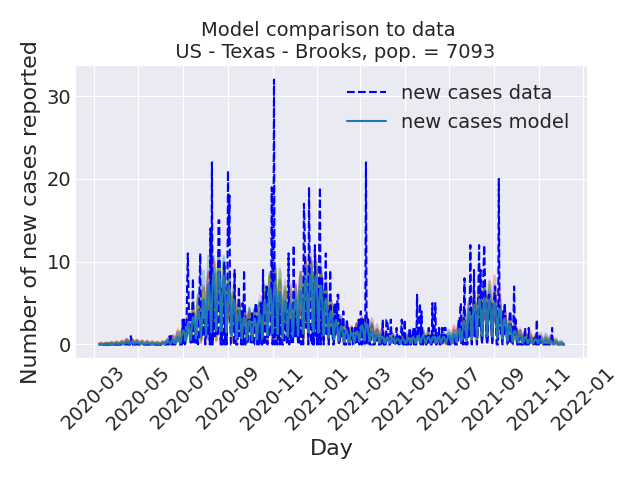 Model comparison to data
US - Texas - Brooks, pop. = 7093
Number of new cases reported
30
20
10
0
new cases data
new cases model
2020-03
2020-05
2020-07
2020-09
2020-11
2021-01
2021-03
2021-05
2021-07
2021-09
2021-11
2022-01
Day